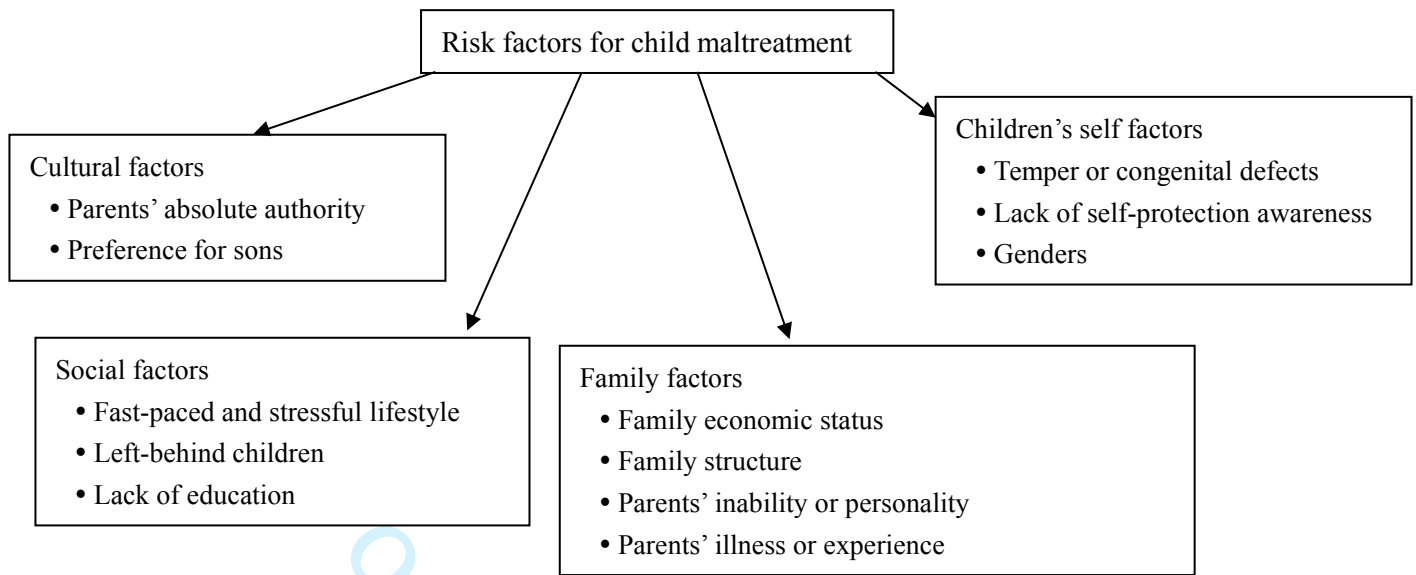 Risk factors for child maltreatment
Cultural factors
• Parents’ absolute authority
• Preference for sons
Children’s self factors
• Temper or congenital defects
• Lack of self-protection awareness
• Genders
Social factors
• Fast-paced and stressful lifestyle
• Left-behind children
• Lack of education
Family factors
• Family economic status
• Family structure
• Parents’ inability or personality
• Parents’ illness or experience